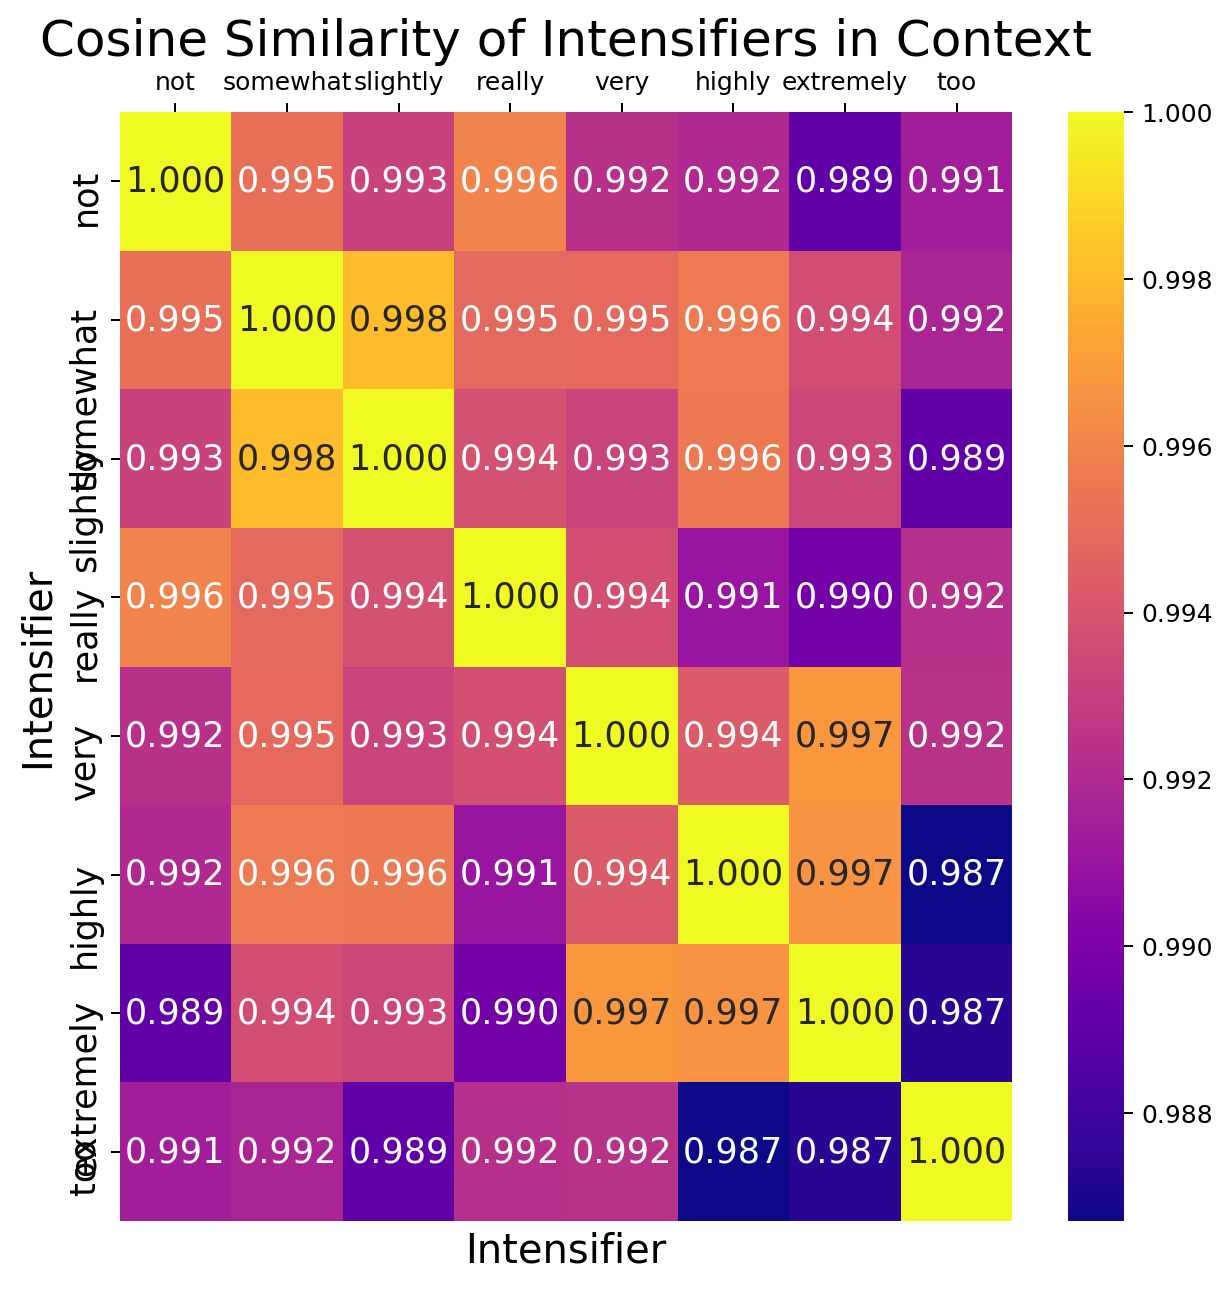 Cosine Similarity of Intensifiers in Context
not somewhat slightly really very highly extremely too
not 1.000 0.995 0.993 0.996 0.992 0.992 0.989 0.991
somewhat 0.995 1.000 0.998 0.995 0.995 0.996 0.994 0.992
slightly 0.993 0.998 1.000 0.994 0.993 0.996 0.993 0.989
really 0.996 0.995 0.994 1.000 0.994 0.991 0.990 0.992
very 0.992 0.995 0.993 0.994 1.000 0.994 0.997 0.992
highly 0.992 0.996 0.996 0.991 0.994 1.000 0.997 0.987
extremely 0.989 0.994 0.993 0.990 0.997 0.997 1.000 0.987
too 0.991 0.992 0.989 0.992 0.992 0.987 0.987 1.000
Intensifier
Intensifier
1.000
0.998
0.996
0.994
0.992
0.990
0.988